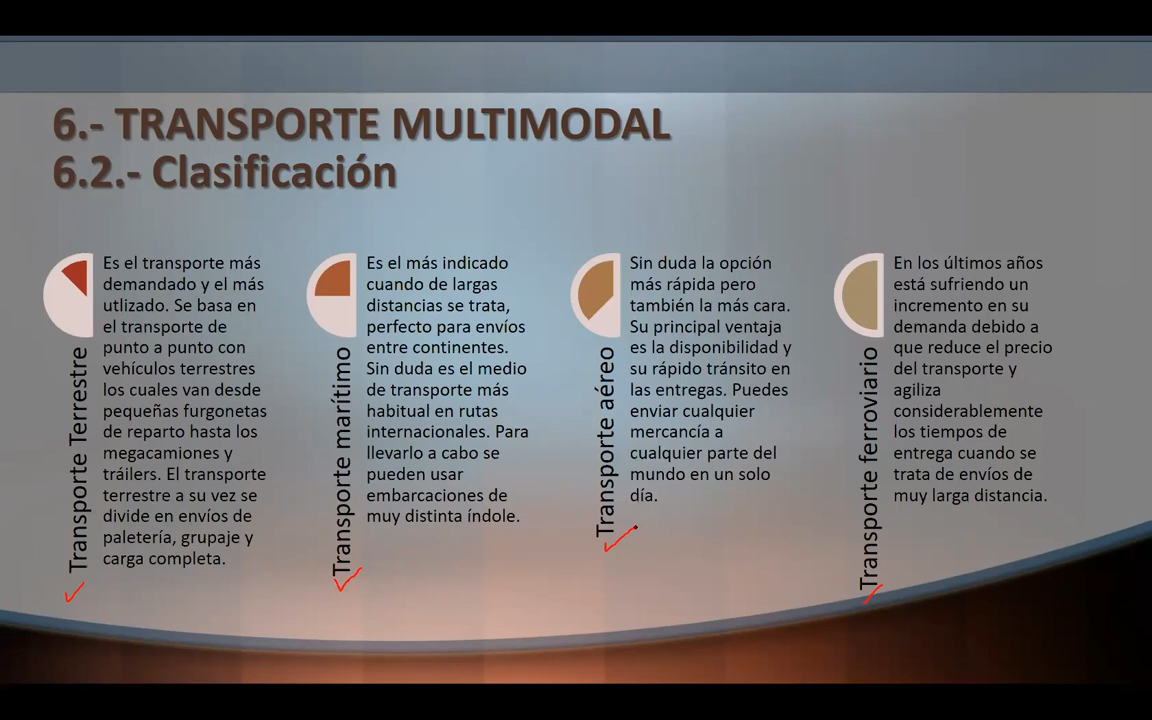 6.- TRANSPORTE MULTIMODAL
6.2.- Clasificación
Transporte Terrestre
Es el transporte más
demandado y el más
utlizado. Se basa en
el transporte de
punto a punto con
vehículos terrestres
los cuales van desde
pequeñas furgonetas
de reparto hasta los
megacamiones y
tráilers. El transporte
terrestre a su vez se
divide en envíos de
paletería, grupaje y
carga completa.
Transporte marítimo
Es el más indicado
cuando de largas
distancias se trata,
perfecto para envíos
entre continentes.
Sin duda es el medio
de transporte más
habitual en rutas
internacionales. Para
llevarlo a cabo se
pueden usar
embarcaciones de
muy distinta índole.
Transporte aéreo
Sin duda la opción
más rápida pero
también la más cara.
Su principal ventaja
es la disponibilidad y
su rápido tránsito en
las entregas. Puedes
enviar cualquier
mercancía a
cualquier parte del
mundo en un solo
día.
Transporte ferroviario
En los últimos años
está sufriendo un
incremento en su
demanda debido a
que reduce el precio
del transporte y
agiliza
considerablemente
los tiempos de
entrega cuando se
trata de envíos de
muy larga distancia.